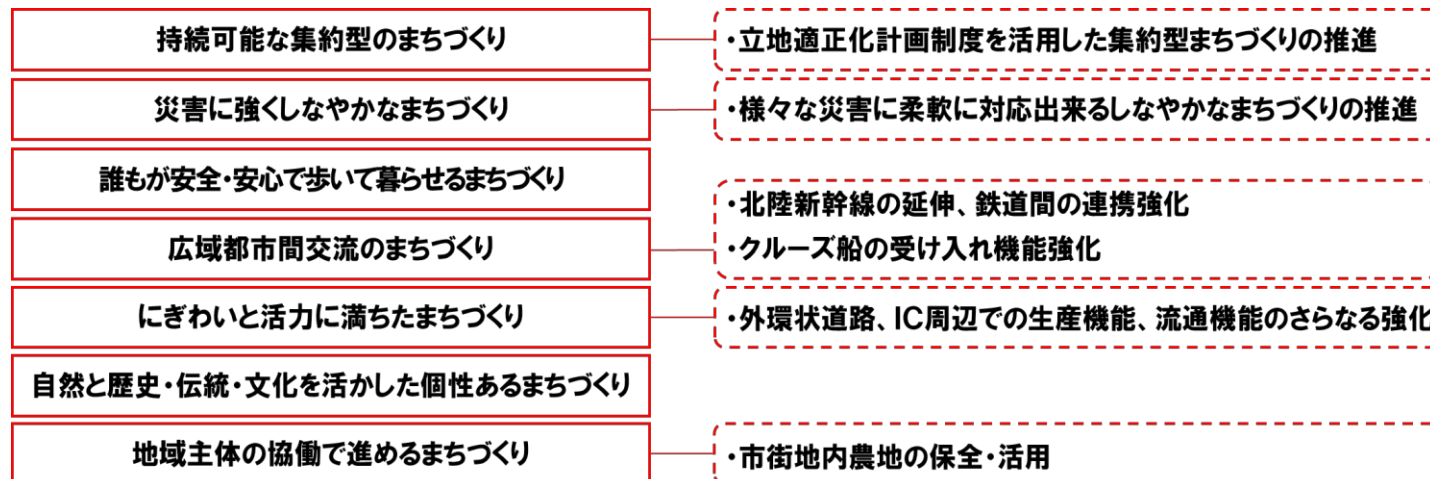 持続可能な集約型のまちづくり
・立地適正化計画制度を活用した集約型まちづくりの推進
災害に強くしなやかなまちづくり
・様々な災害に柔軟に対応出来るしなやかなまちづくりの推進
誰もが安全・安心で歩いて暮らせるまちづくり
広域都市間交流のまちづくり
・北陸新幹線の延伸、鉄道間の連携強化
・クルーズ船の受け入れ機能強化
にぎわいと活力に満ちたまちづくり
・外環状道路、IC周辺での生産機能、流通機能のさらなる強化
自然と歴史・伝統・文化を活かした個性あるまちづくり
地域主体の協働で進めるまちづくり
・市街地内農地の保全・活用